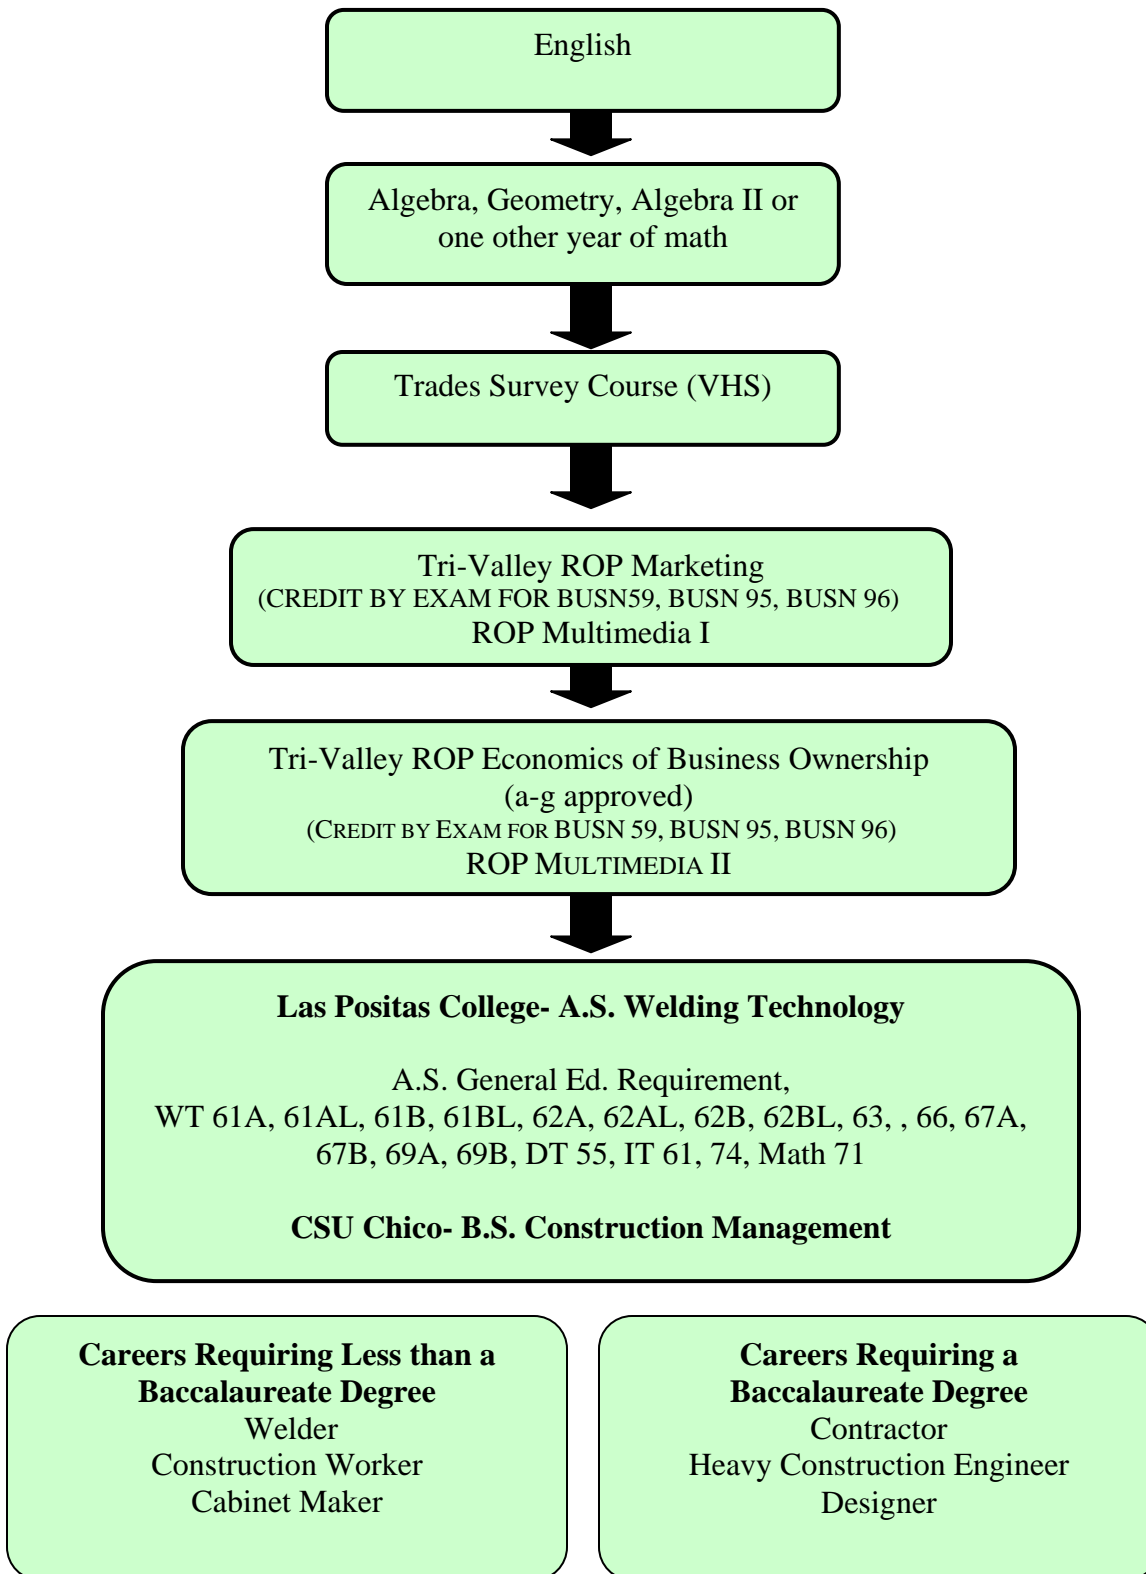 English
Algebra, Geometry, Algebra II or
one other year of math
Trades Survey Course (VHS)
Tri-Valley ROP Marketing
(CREDIT BY EXAM FOR BUSN59, BUSN 95, BUSN 96)
ROP Multimedia I
Tri-Valley ROP Economics of Business Ownership
(a-g approved)
(CREDIT BY EXAM FOR BUSN 59, BUSN 95, BUSN 96)
ROP MULTIMEDIA II
Las Positas College- A.S. Welding Technology
A.S. General Ed. Requirement,
WT 61A, 61AL, 61B, 61BL, 62A, 62AL, 62B, 62BL, 63, , 66, 67A,
67B, 69A, 69B, DT 55, IT 61, 74, Math 71
CSU Chico- B.S. Construction Management
Careers Requiring Less than a
Baccalaureate Degree
Welder
Construction Worker
Cabinet Maker
Careers Requiring a
Baccalaureate Degree
Contractor
Heavy Construction Engineer
Designer